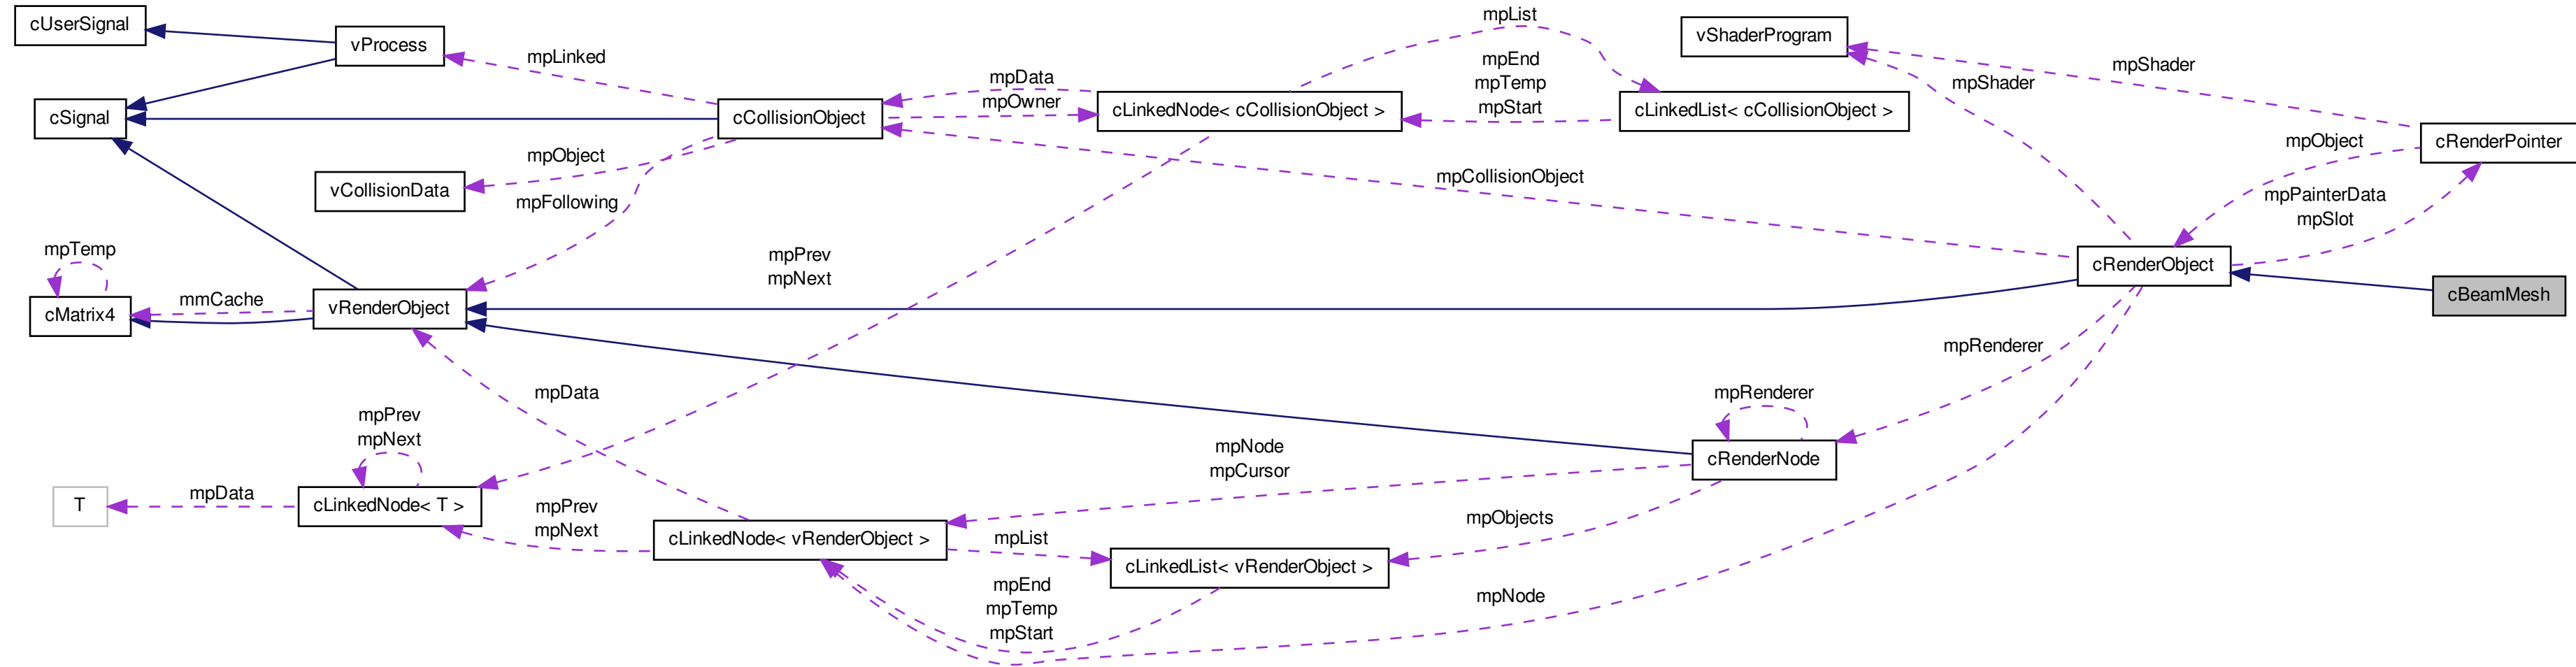 cUserSignal
vProcess
mpLinked
cSignal
cCollisionObject
mpData
mpOwner
cLinkedNode< cCollisionObject >
mpList
mpEnd
mpTemp
mpStart
cLinkedList< cCollisionObject >
vShaderProgram
mpShader
mpShader
cRenderPointer
mpObject
mpPainterData
mpSlot
vCollisionData
mpObject
mpFollowing
mpCollisionObject
mpPrev
mpNext
cRenderObject
cBeamMesh
mpTemp
cMatrix4
mmCache
vRenderObject
mpRenderer
mpRenderer
cRenderNode
mpData
mpPrev
mpNext
T
mpData
cLinkedNode< T >
mpPrev
mpNext
cLinkedNode< vRenderObject >
mpNode
mpCursor
mpObjects
mpList
cLinkedList< vRenderObject >
mpEnd
mpTemp
mpStart
mpNode